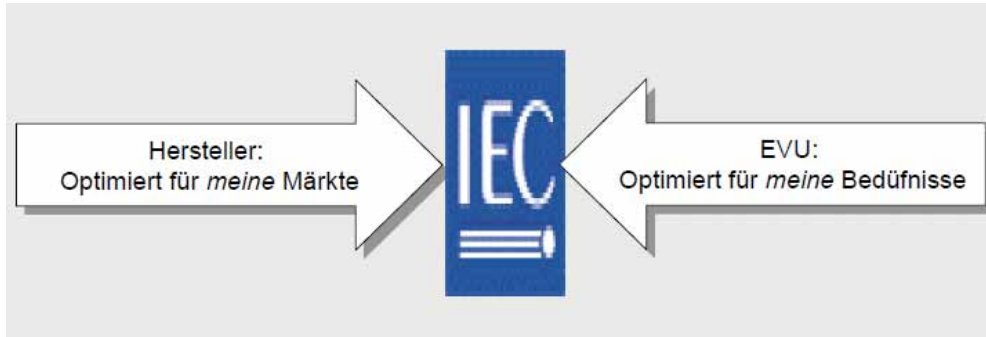 Hersteller:
Optimiert für meine Märkte
IEC
EVU:
Optimiert für meine Bedüfnisse